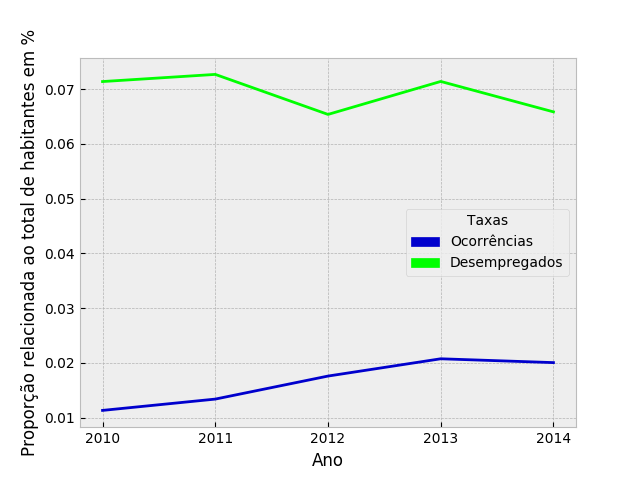 Proporção relacionada ao total de habitantes em %
0.07
0.06
0.05
0.04
0.03
0.02
0.01
Taxas
Ocorrências
Desempregados
2010 2011 2012 2013 2014
Ano